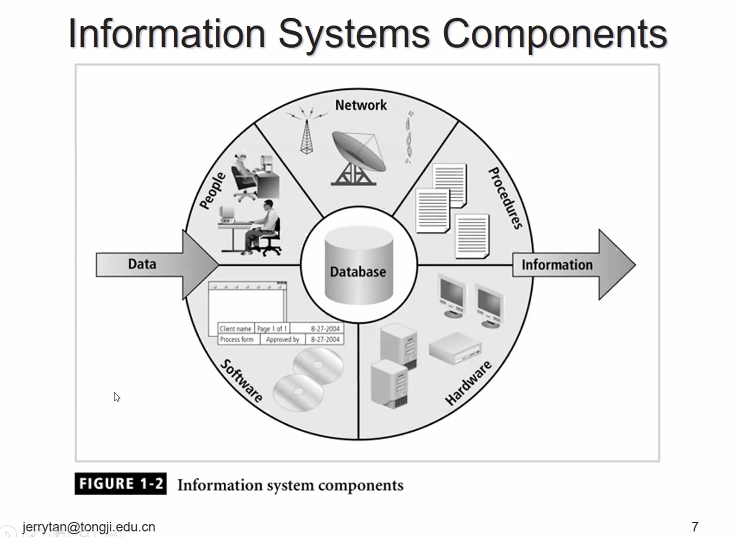 Information Systems Components
Network
People
Procedures
Data
Database
Information
Client name Page 1 of 1 8-27-2004
Process form Approved by 8-27-2004
Software
Hardware
FIGURE 1-2 Information system components
jerrytan@tongji.edu.cn
7